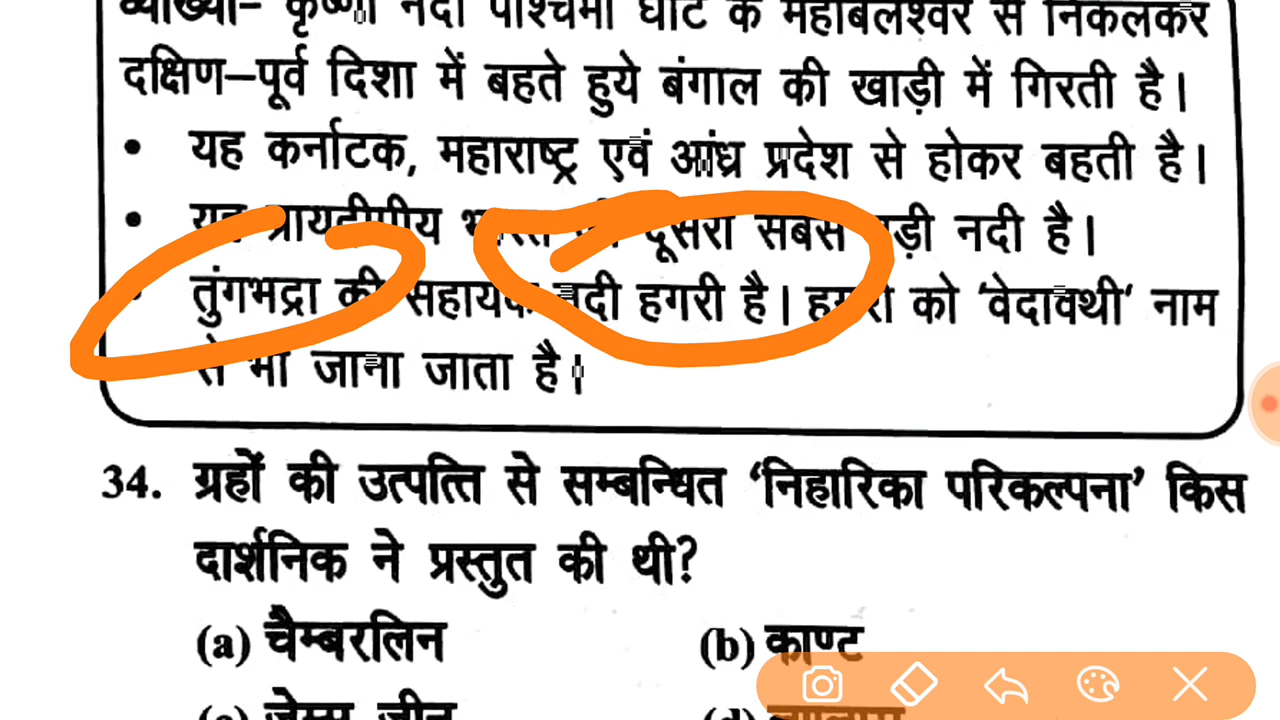 व्याख्या– कृष्णा नदी पश्चिमी घाट के महाबलेश्वर से निकलकर
दक्षिण–पूर्व दिशा में बहते हुये बंगाल की खाड़ी में गिरती है।
• यह कर्नाटक, महाराष्ट्र एवं आंध्र प्रदेश से होकर बहती है।
• यह प्रायद्वीपीय भारत की दूसरी सबसे बड़ी नदी है।
• तुंगभद्रा की सहायक नदी हगरी है। हगरी को ‘वेदावथी‘ नाम
से भी जाना जाता है।
34. ग्रहों की उत्पत्ति से सम्बन्धित ‘निहारिका परिकल्पना’ किस
दार्शनिक ने प्रस्तुत की थी?
(a) चैम्बरलिन (b) काण्ट
(c) जेम्स जीन (d)